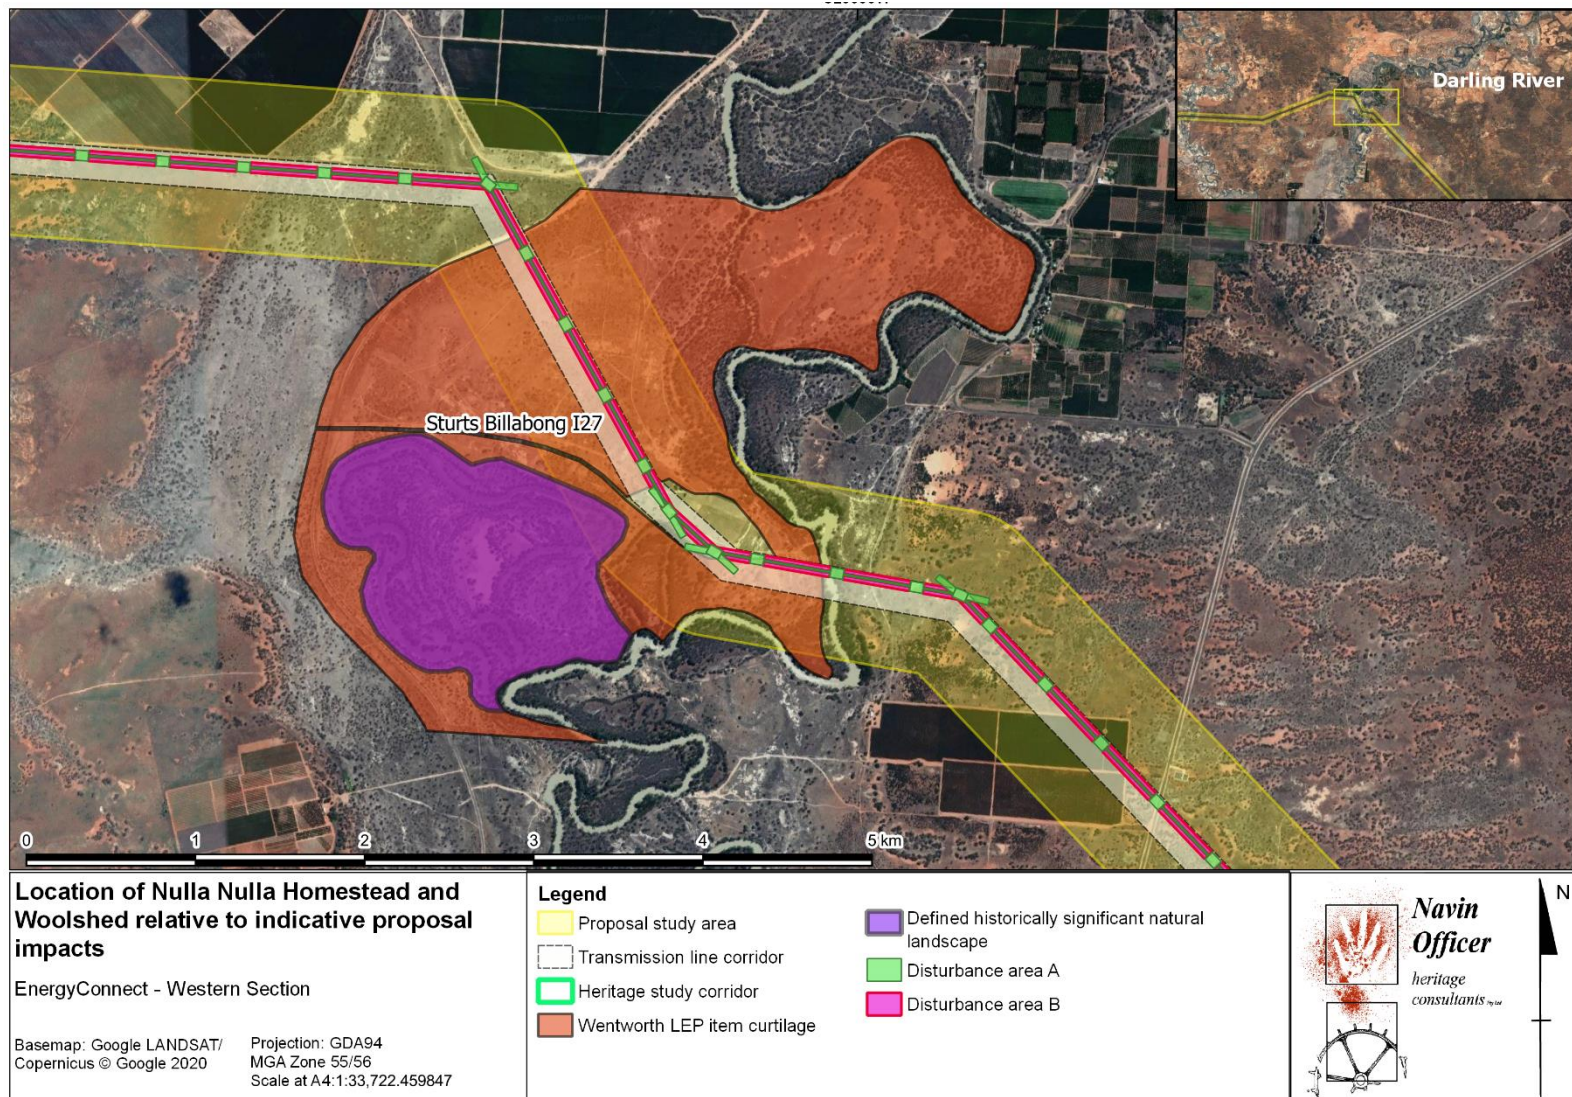 Darling River
Sturts Billabong I27
0 1 2 3 4 5 km
Location of Nulla Nulla Homestead and
Woolshed relative to indicative proposal
impacts
EnergyConnect - Western Section
Basemap: Google LANDSAT/
Copernicus © Google 2020
Projection: GDA94
MGA Zone 55/56
Scale at A4:1:33,722.459847
Legend
Proposal study area
Transmission line corridor
Heritage study corridor
Wentworth LEP item curtilage
Defined historically significant natural
landscape
Disturbance area A
Disturbance area B
Navin
Officer
heritage
consultants Pty Ltd
N